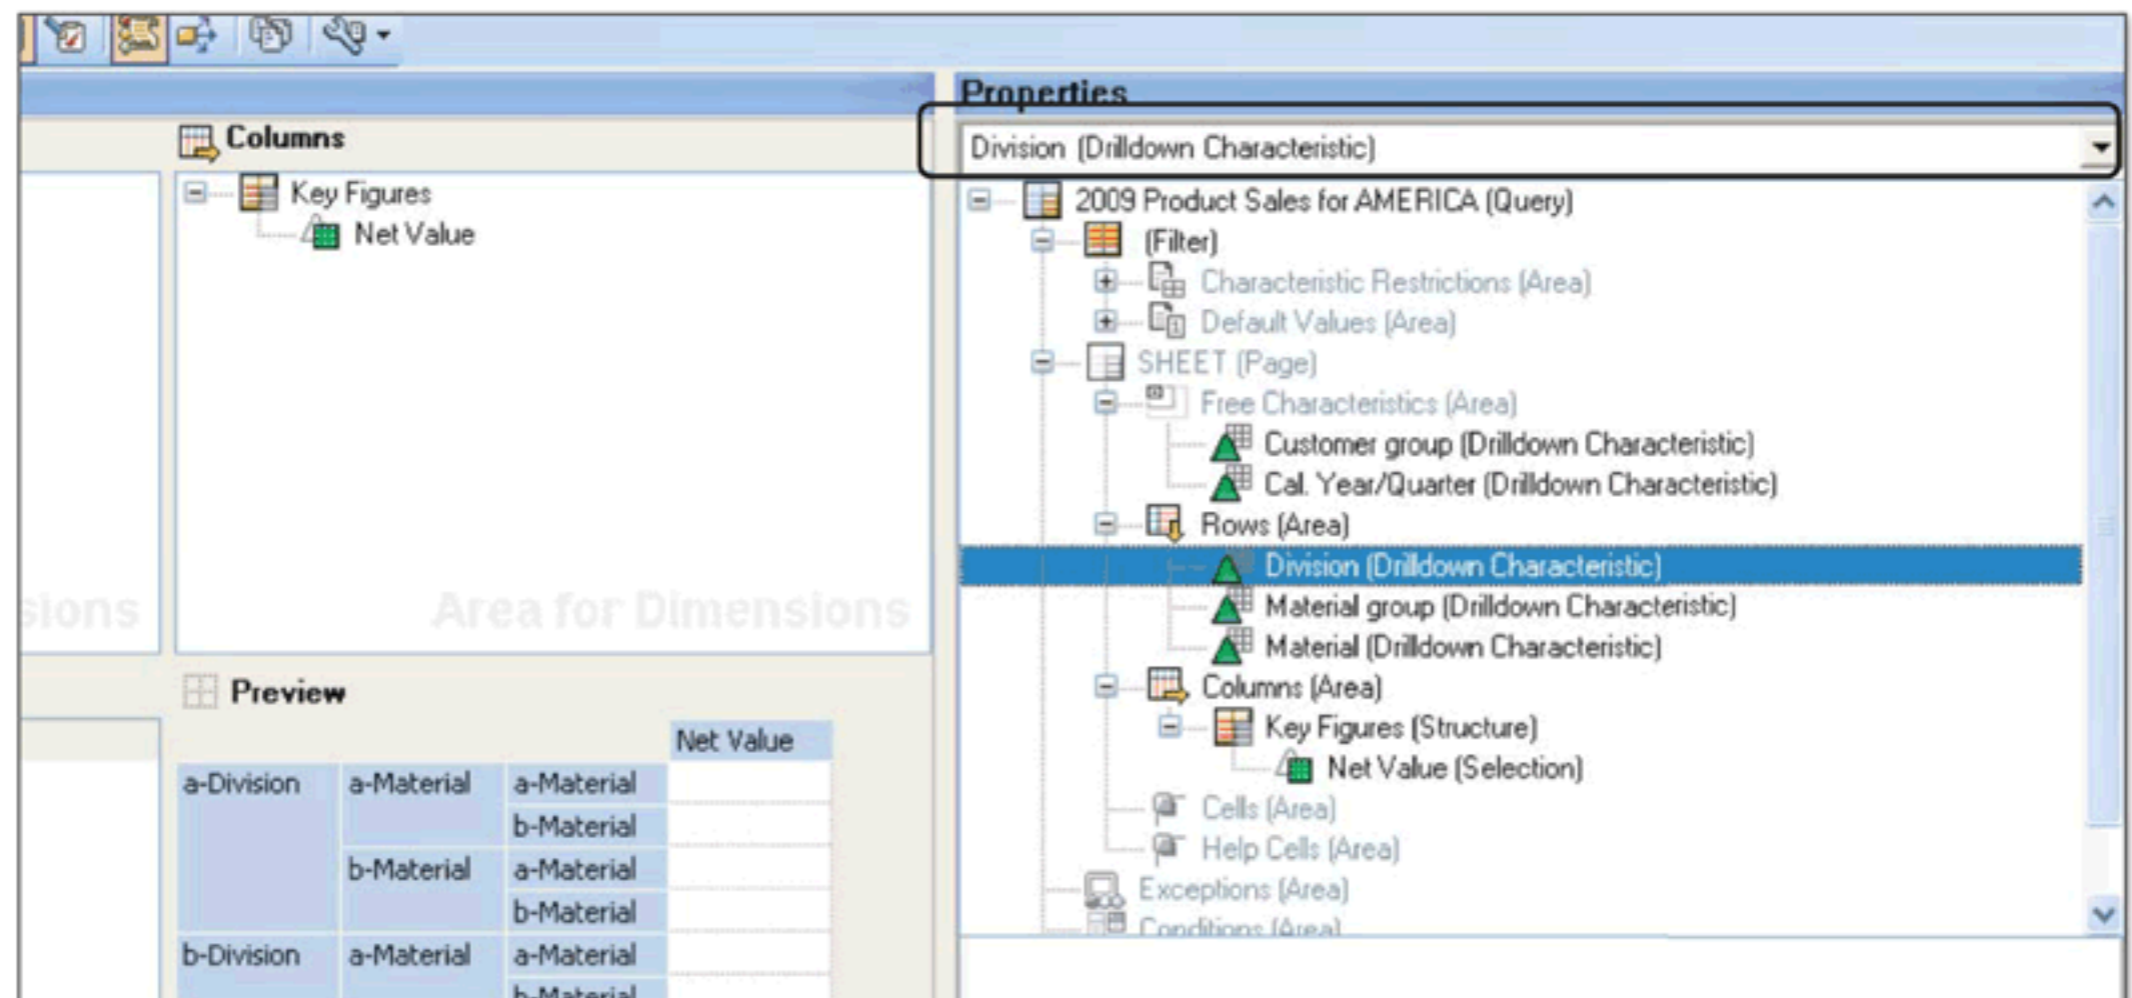 Properties
Division (Drilldown Characteristic)
Columns
Key Figures
Net Value
sions
Area for Dimensions
2009 Product Sales for AMERICA (Query)
(Filter)
Characteristic Restrictions (Area)
Default Values (Area)
SHEET (Page)
Free Characteristics (Area)
Customer group (Drilldown Characteristic)
Cal. Year/Quarter (Drilldown Characteristic)
Rows (Area)
Division (Drilldown Characteristic)
Material group (Drilldown Characteristic)
Material (Drilldown Characteristic)
Columns (Area)
Key Figures (Structure)
Net Value (Selection)
Cells (Area)
Help Cells (Area)
Exceptions (Area)
Conditions (Area)
Preview
Net Value
a-Division a-Material a-Material
b-Material
b-Material a-Material
b-Material
b-Division a-Material a-Material
b-Material